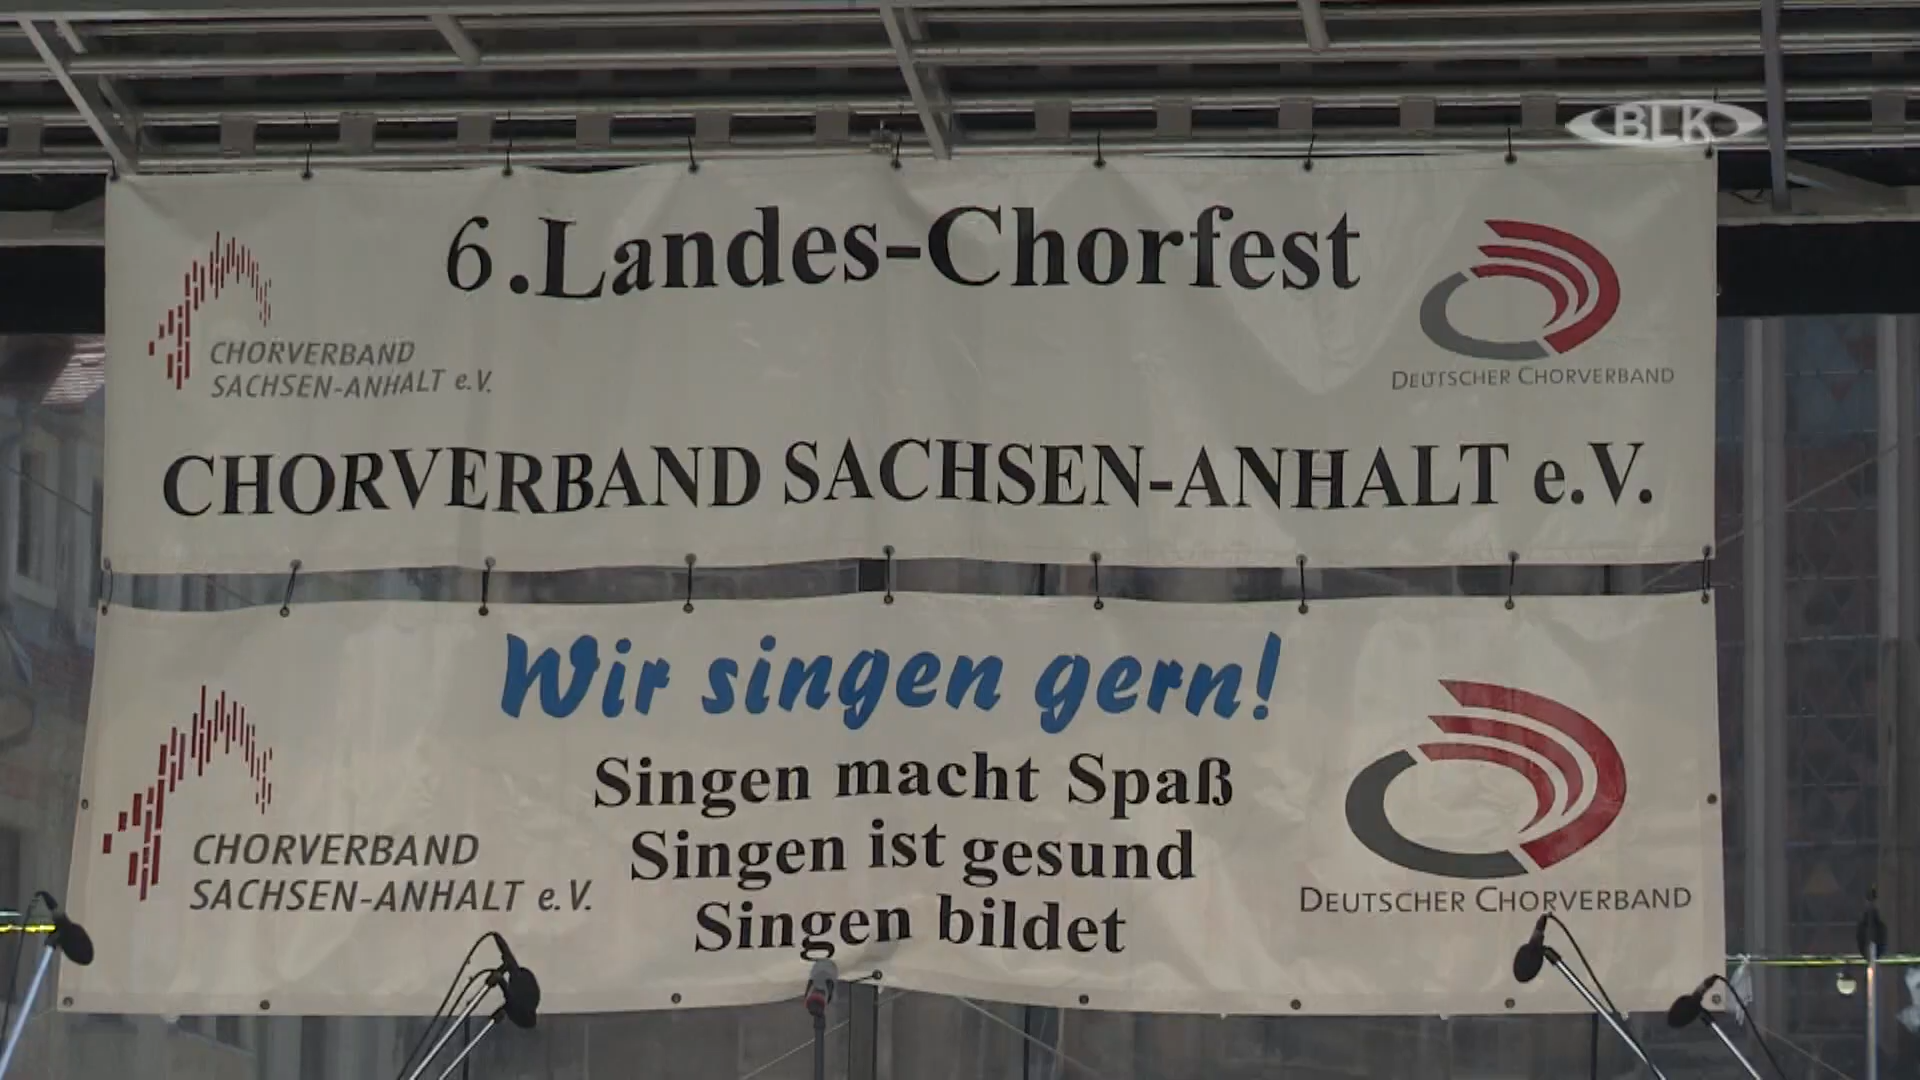 BLK
6.Landes-Chorfest
CHORVERBAND
SACHSEN-ANHALT e.V.
DEUTSCHER CHORVERBAND
CHORVERBAND SACHSEN-ANHALT e.V.
Wir singen gern!
Singen macht Spaß
Singen ist gesund
Singen bildet
CHORVERBAND
SACHSEN-ANHALT e.V.
DEUTSCHER CHORVERBAND